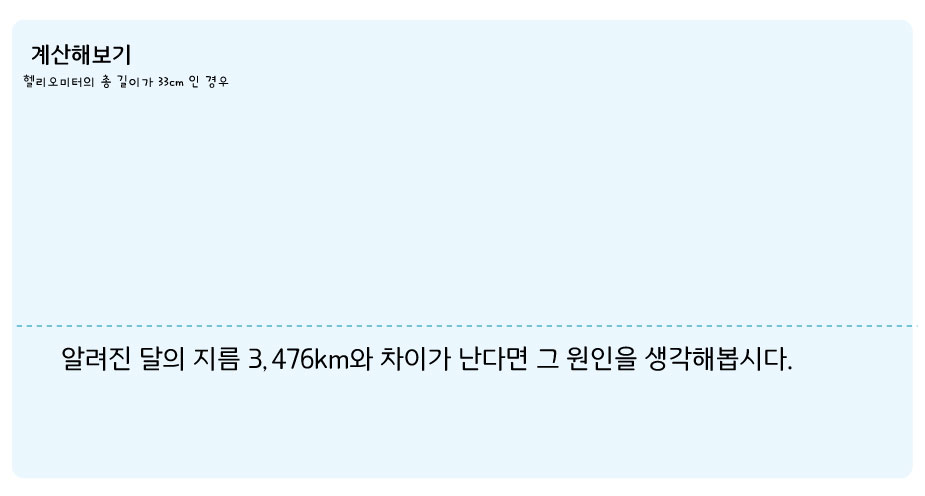 계산해보기
헬리오미터의 총 길이가 33cm 인 경우
알려진 달의 지름 3,476km와 차이가 난다면 그 원인을 생각해봅시다.